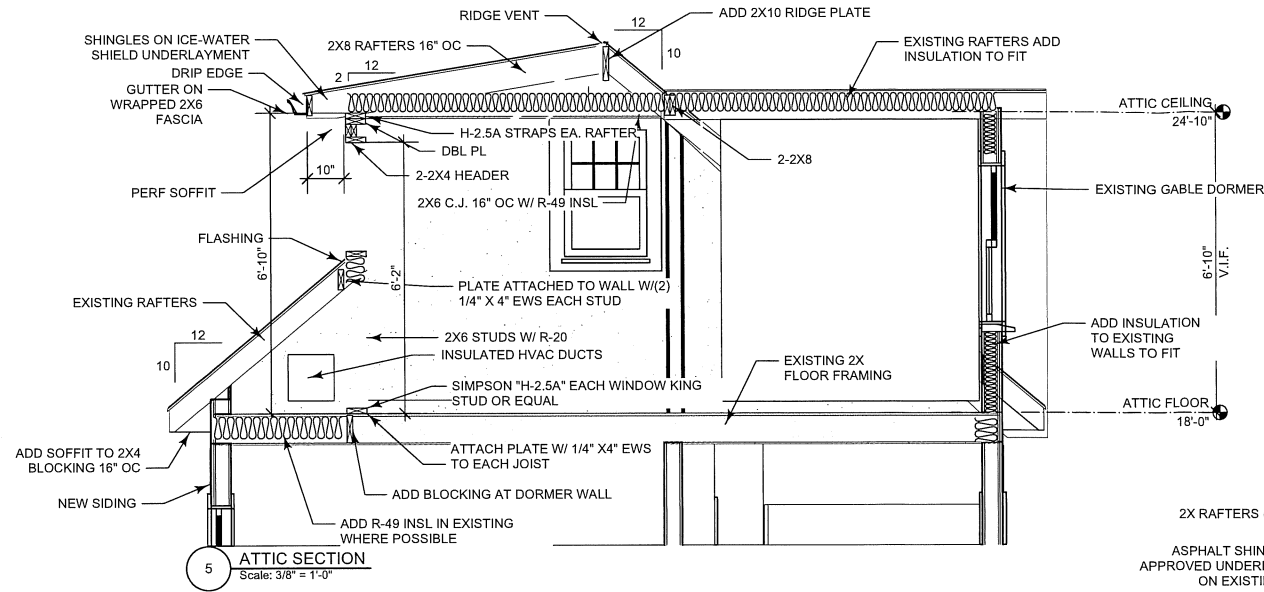 RIDGE VENT
12
ADD 2X10 RIDGE PLATE
10
SHINGLES ON ICE-WATER
SHIELD UNDERLAYMENT
2X8 RAFTERS 16" OC
EXISTING RAFTERS ADD
INSULATION TO FIT
DRIP EDGE
2
12
GUTTER ON
WRAPPED 2X6
FASCIA
ATTIC CEILING
24'-10"
H-2.5A STRAPS EA. RAFTER
DBL PL
2-2X8
10"
2-2X4 HEADER
PERF SOFFIT
EXISTING GABLE DORMER
2X6 C.J. 16" OC W/ R-49 INSL
FLASHING
6'-10"
6'-2"
6'-10"
V.I.F.
PLATE ATTACHED TO WALL W/(2)
1/4" X 4" EWS EACH STUD
EXISTING RAFTERS
12
10
2X6 STUDS W/ R-20
INSULATED HVAC DUCTS
ADD INSULATION
TO EXISTING
WALLS TO FIT
EXISTING 2X
FLOOR FRAMING
SIMPSON "H-2.5A" EACH WINDOW KING
STUD OR EQUAL
ATTIC FLOOR
18'-0"
ADD SOFFIT TO 2X4
BLOCKING 16" OC
ATTACH PLATE W/ 1/4" X4" EWS
TO EACH JOIST
NEW SIDING
ADD BLOCKING AT DORMER WALL
ADD R-49 INSL IN EXISTING
WHERE POSSIBLE
5
ATTIC SECTION
Scale: 3/8" = 1'-0"
2X RAFTERS
ASPHALT SHIN
APPROVED UNDER
ON EXISTI